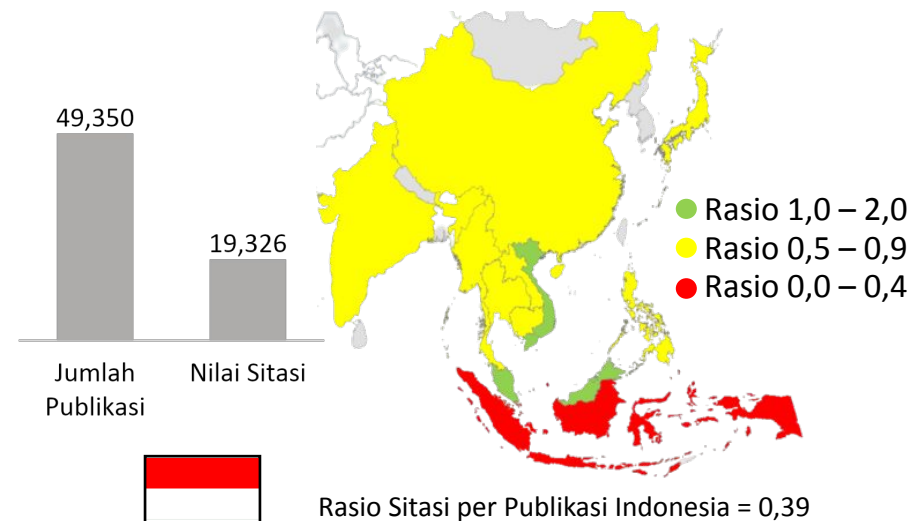 49,350
19,326
Jumlah
Publikasi
Nilai Sitasi
Rasio 1,0 – 2,0
Rasio 0,5 – 0,9
Rasio 0,0 – 0,4
Rasio Sitasi per Publikasi Indonesia = 0,39